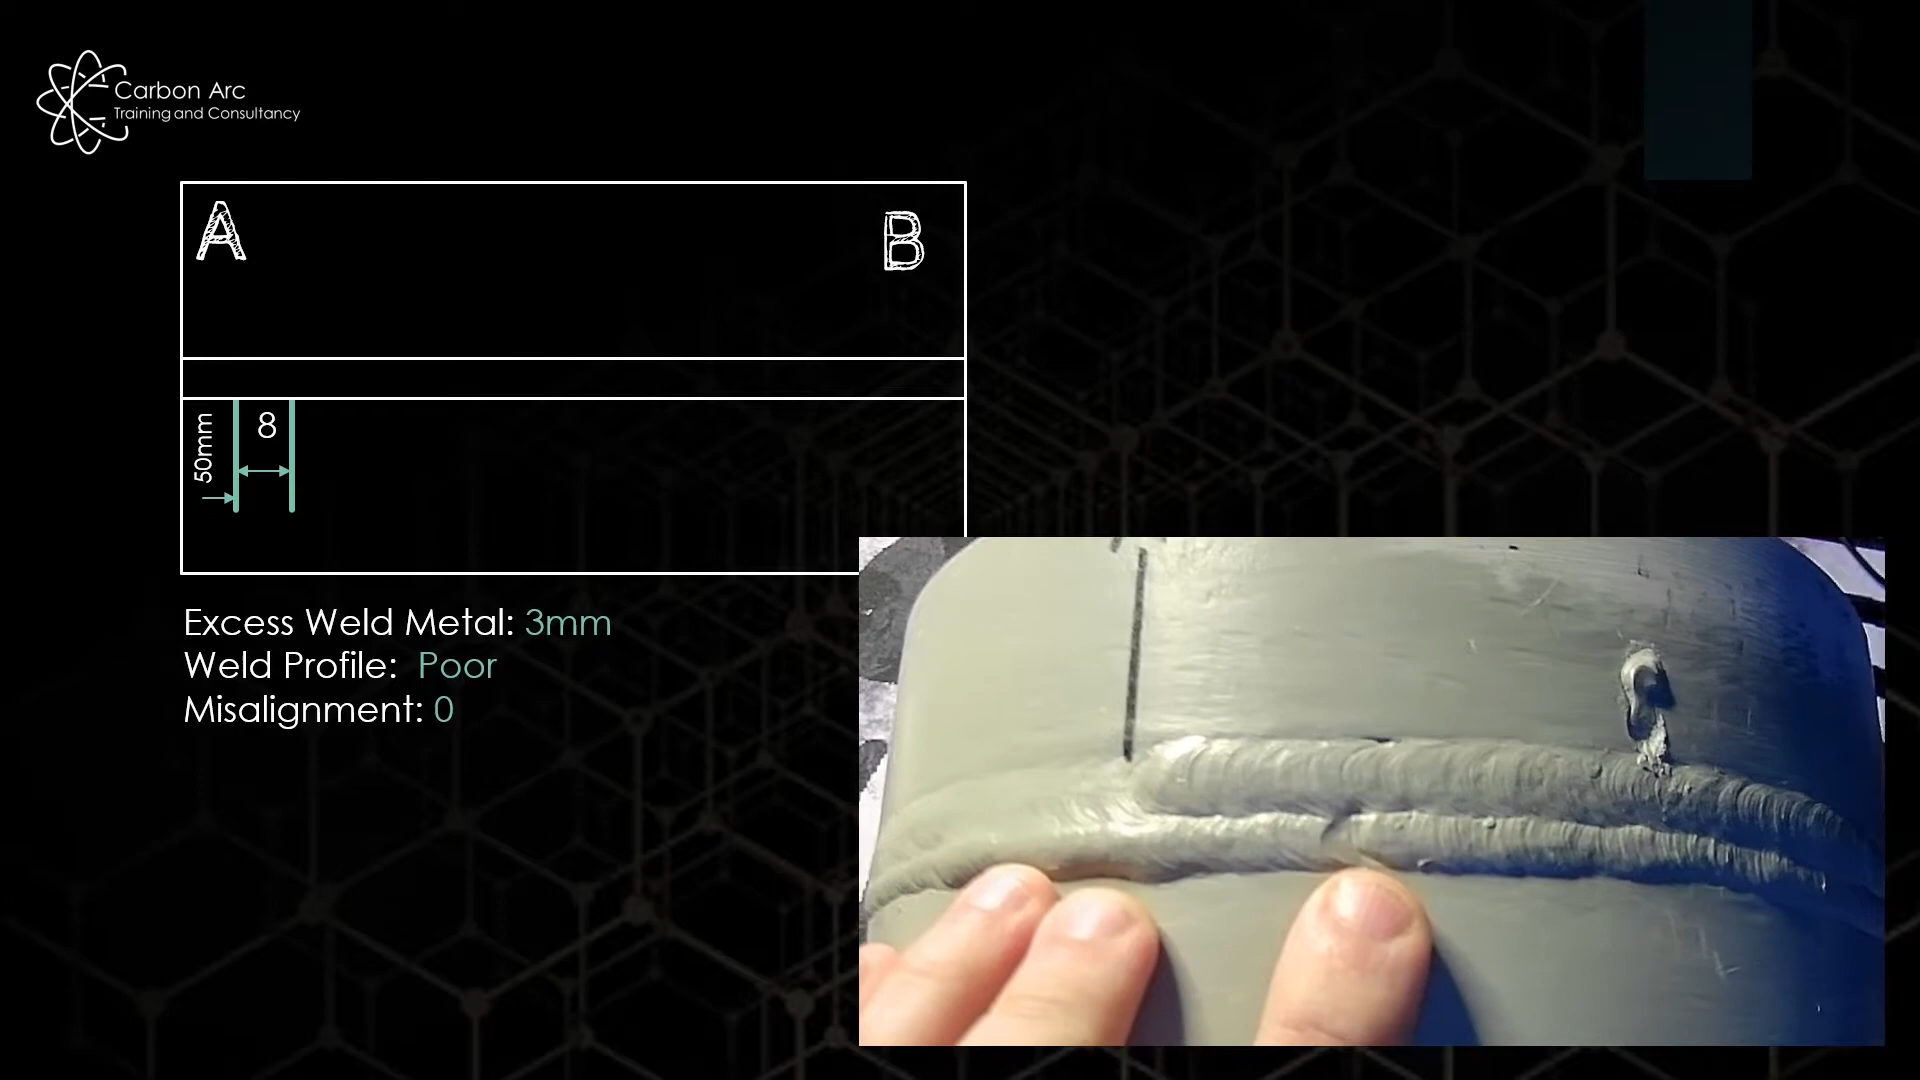 Carbon Arc
Training and Consultancy
A
B
50mm
8
Excess Weld Metal: 3mm
Weld Profile: Poor
Misalignment: 0